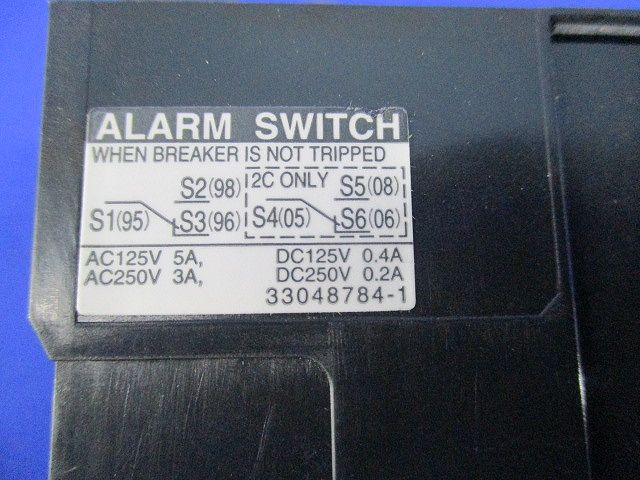 ALARM SWITCH
WHEN BREAKER IS NOT TRIPPED
S2(98) 2C ONLY S5(08)
S1(95) S3(96) S4(05) S6(06)
AC125V 5A, DC125V 0.4A
AC250V 3A, DC250V 0.2A
33048784-1